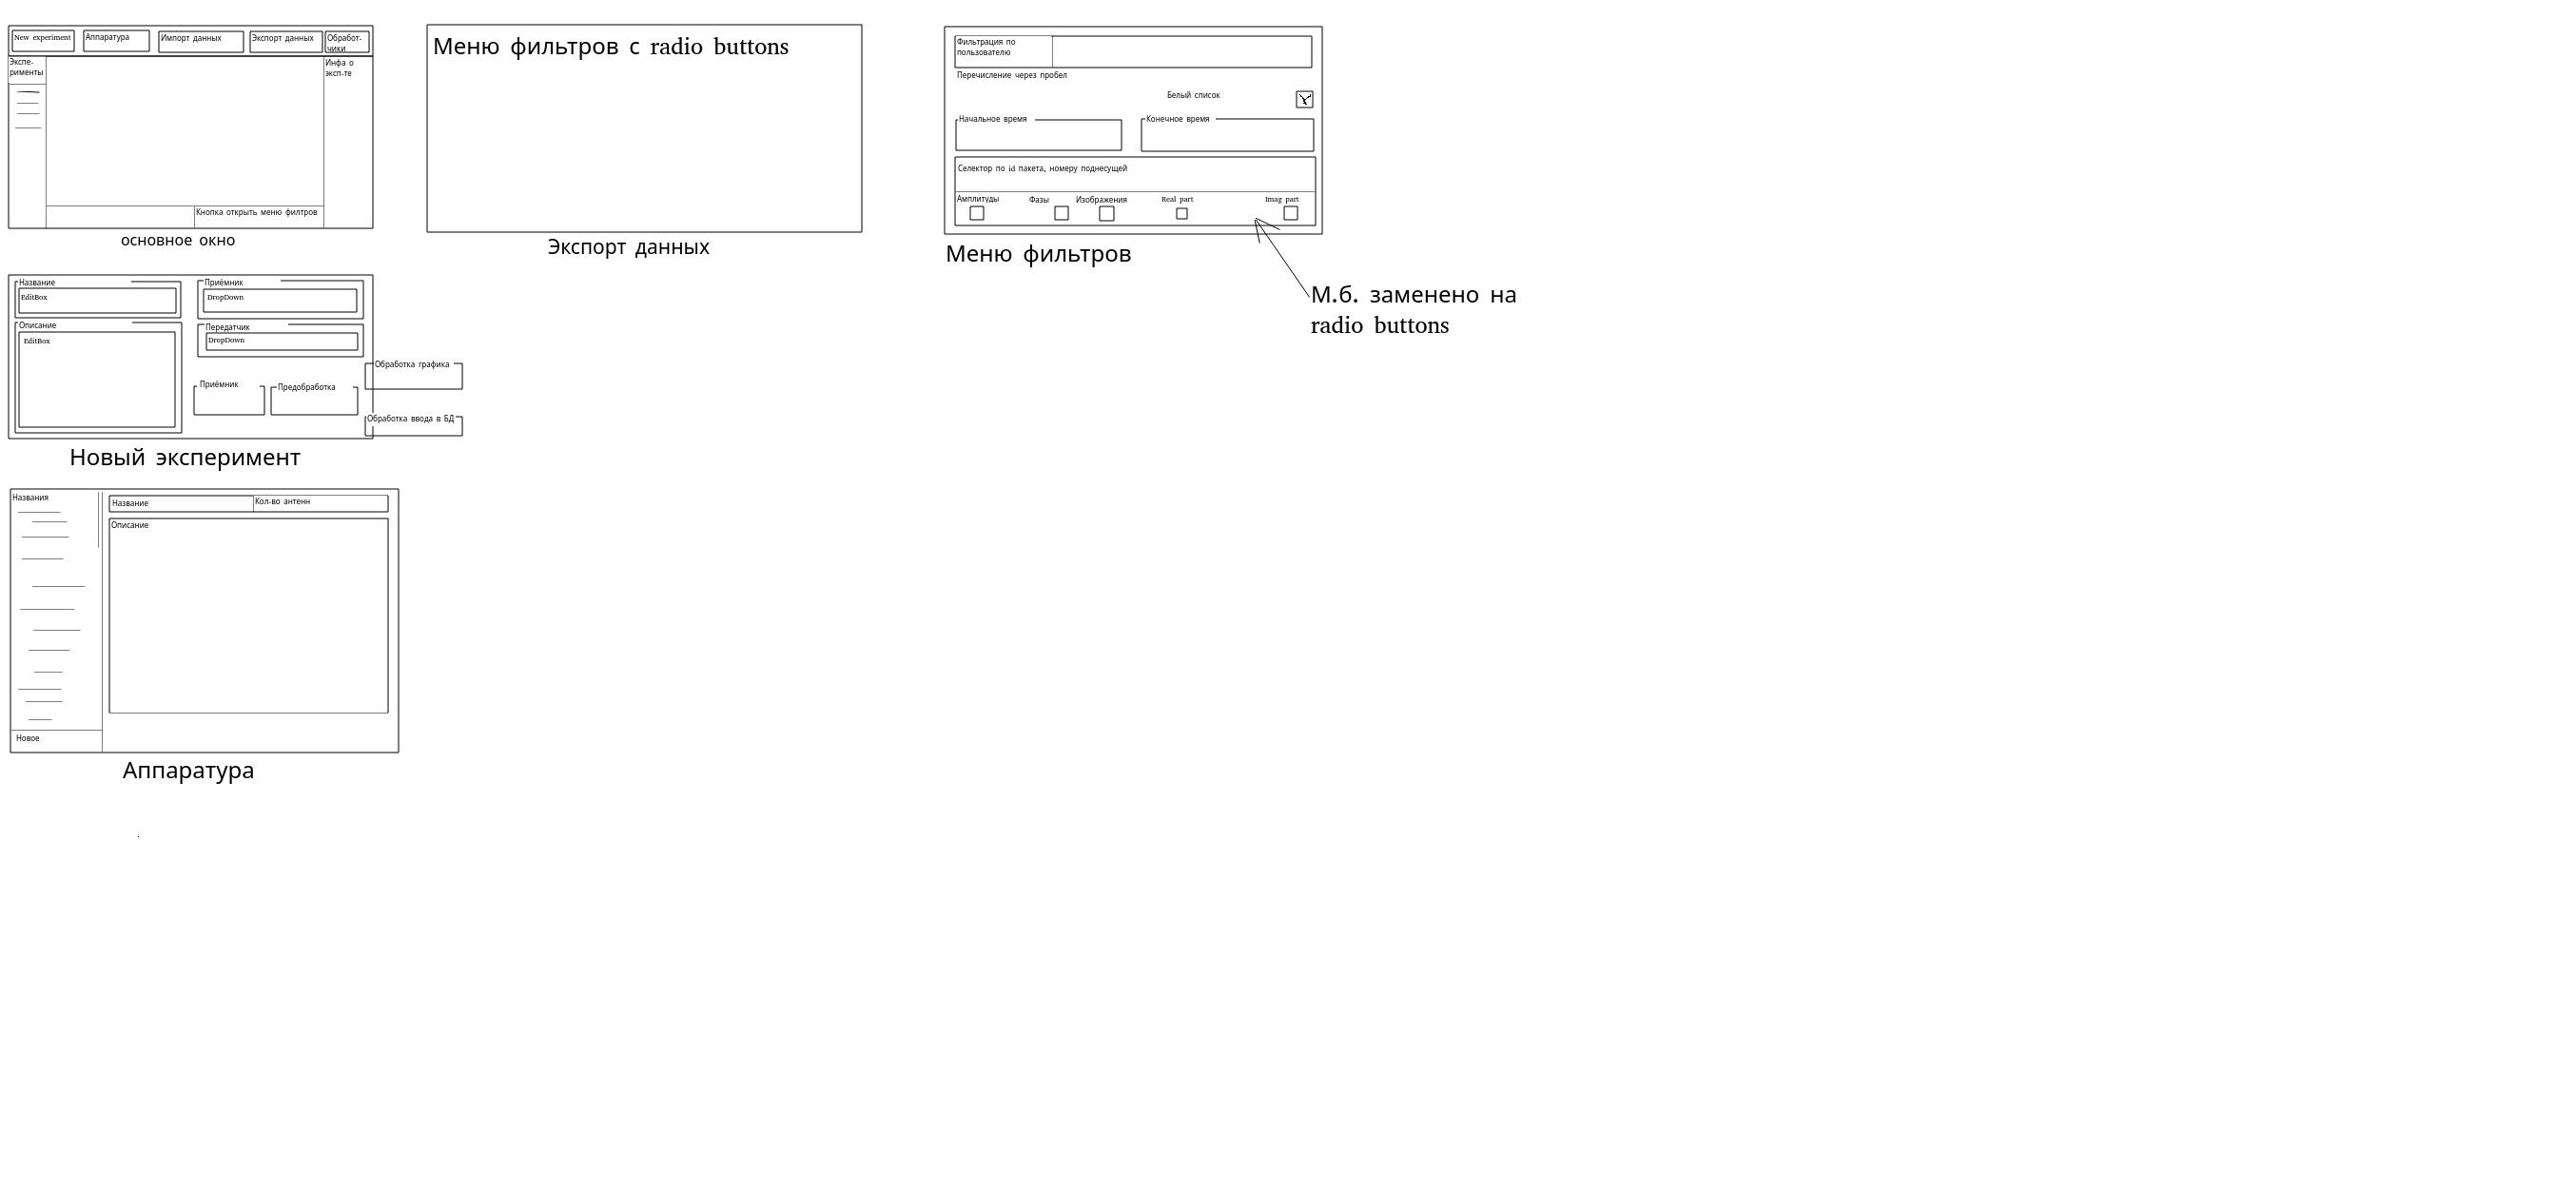 New experiment
Аппаратура
Импорт данных
Экспорт данных
Обработ-
чики
Экспе-
рименты
Инфа о
эксп-те
Кнопка открыть меню филтров
основное окно
Меню фильтров с radio buttons
Экспорт данных
Фильтрация по
пользователю
Перечисление через пробел
Белый список
Начальное время
Конечное время
Селектор по id пакета, номеру поднесущей
Амплитуды
Фазы
Изображения
Real part
Imag part
Меню фильтров
М.б. заменено на
radio buttons
Название
EditBox
Описание
EditBox
Приёмник
DropDown
Передатчик
DropDown
Приёмник
Предобработка
Обработка графика
Обработка ввода в БД
Новый эксперимент
Названия
Название
Кол-во антенн
Описание
Новое
Аппаратура